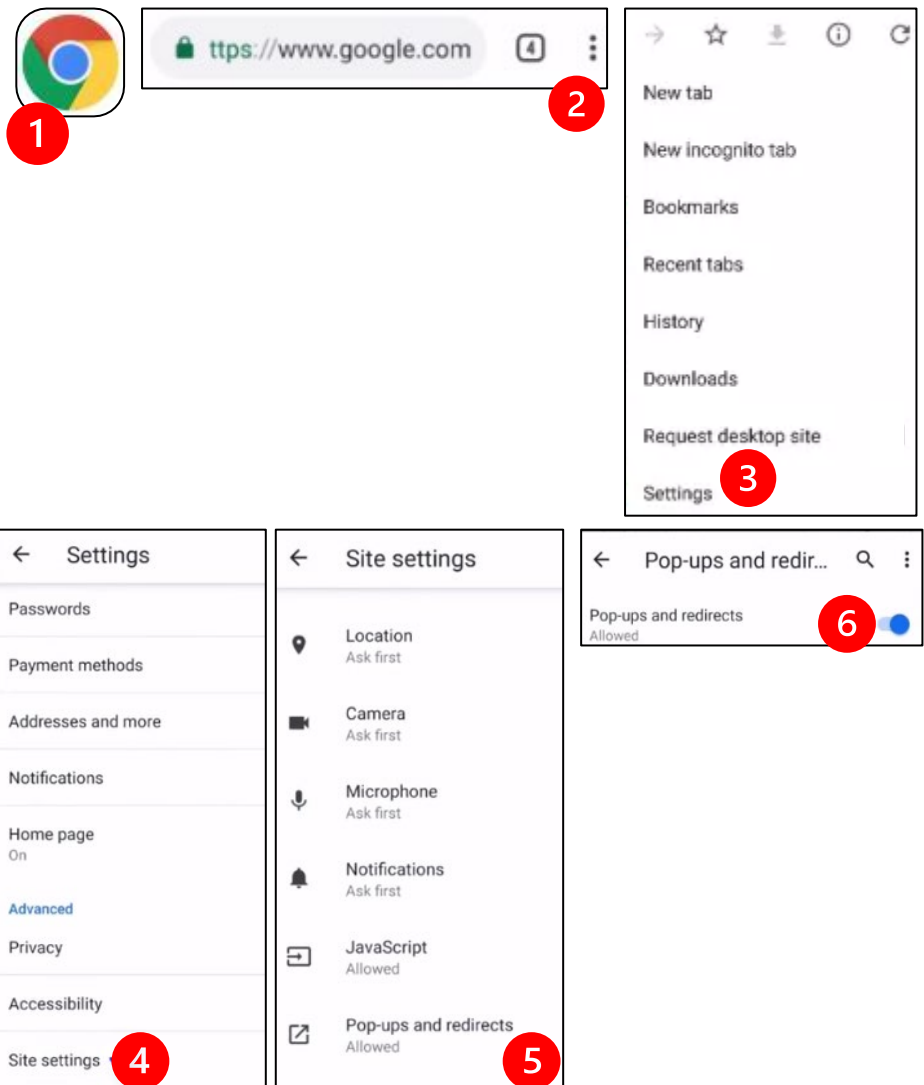 1
ttps://www.google.com 4
2
New tab
New incognito tab
Bookmarks
Recent tabs
History
Downloads
Request desktop site
Settings 3
Settings
Passwords
Payment methods
Addresses and more
Notifications
Home page
On
Advanced
Privacy
Accessibility
Site settings 4
Site settings
Location
Ask first
Camera
Ask first
Microphone
Ask first
Notifications
Ask first
JavaScript
Allowed
Pop-ups and redirects
Allowed
5
Pop-ups and redir...
Pop-ups and redirects
Allowed
6